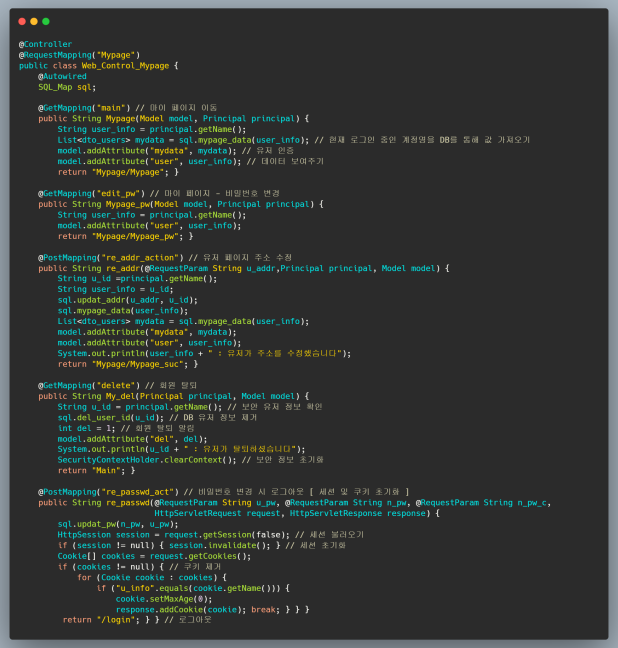 @Controller
@RequestMapping("Mypage")
public class Web_Control_Mypage {
    @Autowired
    SQL_Map sql;

    @GetMapping("main") // 마이 페이지 이동
    public String Mypage(Model model, Principal principal) {
        String user_info = principal.getName();
        List<dto_users> mydata = sql.mypage_data(user_info); // 현재 로그인 중인 계정명을 DB를 통해 값 가져오기
        model.addAttribute("mydata", mydata); // 유저 인증
        model.addAttribute("user", user_info); // 데이터 보여주기
        return "Mypage/Mypage"; }

    @GetMapping("edit_pw") // 마이 페이지 - 비밀번호 변경
    public String Mypage_pw(Model model, Principal principal) {
        String user_info = principal.getName();
        model.addAttribute("user", user_info);
        return "Mypage/Mypage_pw"; }

    @PostMapping("re_addr_action") // 유저 페이지 주소 수정
    public String re_addr(@RequestParam String u_addr,Principal principal, Model model) {
        String u_id =principal.getName();
        String user_info = u_id;
        sql.updat_addr(u_addr, u_id);
        sql.mypage_data(user_info);
        List<dto_users> mydata = sql.mypage_data(user_info);
        model.addAttribute("mydata", mydata);
        model.addAttribute("user", user_info);
        System.out.println(user_info + " : 유저가 주소를 수정했습니다");
        return "Mypage/Mypage_suc"; }

    @GetMapping("delete") // 회원 탈퇴
    public String My_del(Principal principal, Model model) {
        String u_id = principal.getName(); // 보안 유저 정보 확인
        sql.del_user_id(u_id); // DB 유저 정보 제거
        int del = 1; // 회원 탈퇴 알림
        model.addAttribute("del", del);
        System.out.println(u_id + " : 유저가 탈퇴하셨습니다");
        SecurityContextHolder.clearContext(); // 보안 정보 초기화
        return "Main"; }

    @PostMapping("re_passwd_act") // 비밀번호 변경 시 로그아웃 [ 세션 및 쿠키 초기화 ]
    public String re_passwd(@RequestParam String u_pw, @RequestParam String n_pw, @RequestParam String n_pw_c,
                            HttpServletRequest request, HttpServletResponse response) {
        sql.updat_pw(n_pw, u_pw);
        HttpSession session = request.getSession(false); // 세션 불러오기
        if (session != null) { session.invalidate(); } // 세션 초기화
        Cookie[] cookies = request.getCookies();
        if (cookies != null) { // 쿠키 제거
            for (Cookie cookie : cookies) {
                if ("u_info".equals(cookie.getName())) {
                    cookie.setMaxAge(0);
                    response.addCookie(cookie); break; } } }
         return "/login"; } } // 로그아웃